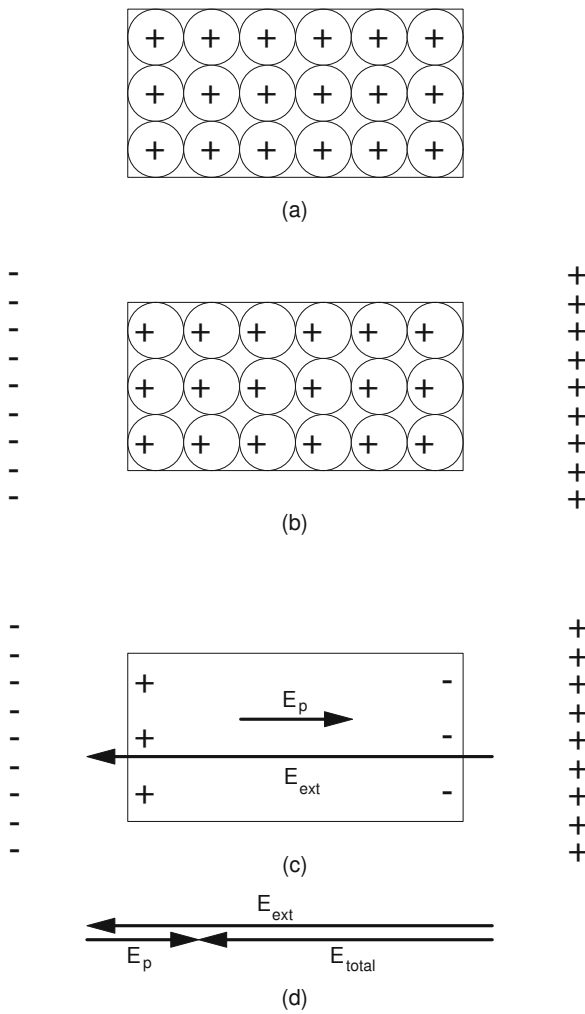 + + + + + +
+ + + + + +
+ + + + + +
(a)
- +
- +
- + + + + + + +
- +
- + + + + + + +
- +
- + + + + + + +
- +
- +
(b)
- +
- +
- + - +
E_p
- +
- + - +
- +
E_ext
- + - +
- +
- +
(c)
E_ext
E_p E_total
(d)